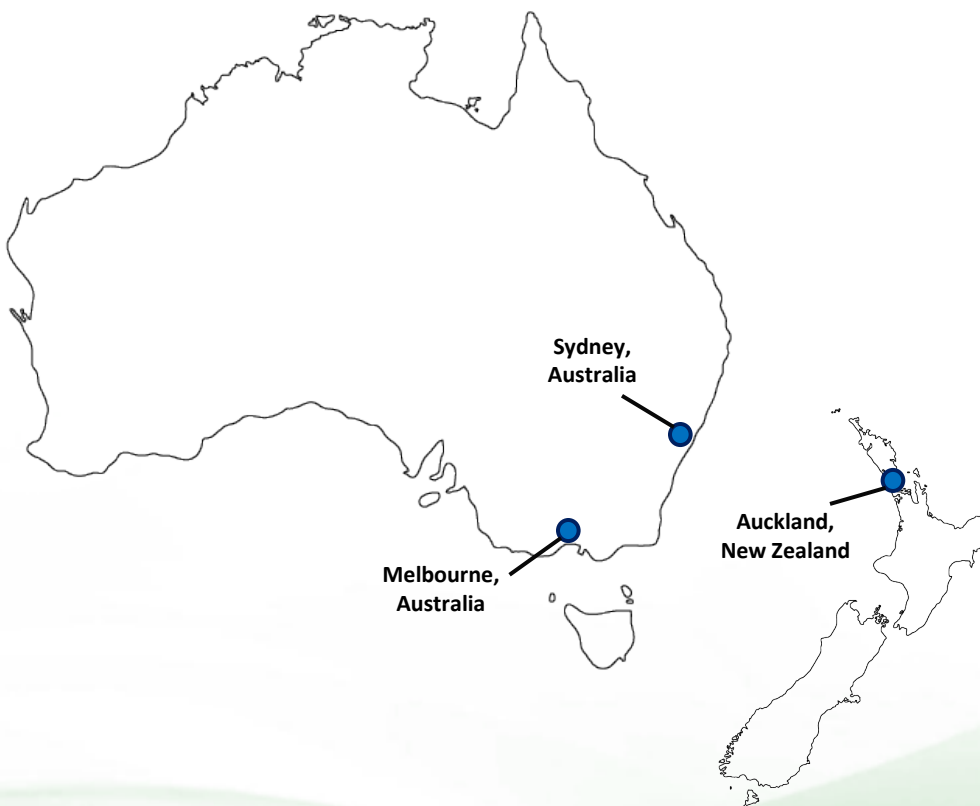 Sydney,
Australia
Auckland,
New Zealand
Melbourne,
Australia